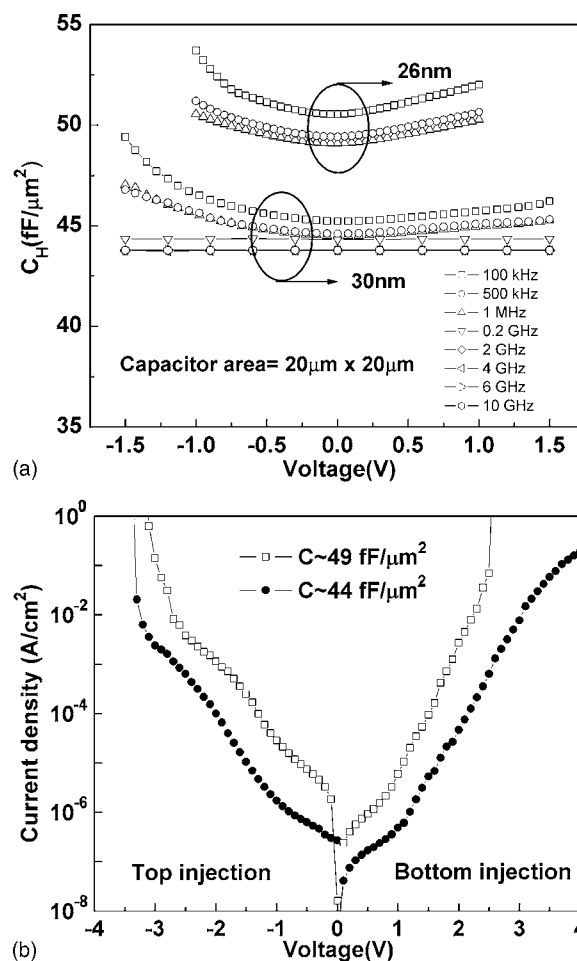 55
50
45
40
35
C_H(fF/μm²)
26nm
30nm
100 kHz
500 kHz
1 MHz
0.2 GHz
2 GHz
4 GHz
6 GHz
10 GHz
Capacitor area= 20μm x 20μm
-1.5 -1.0 -0.5 0.0 0.5 1.0 1.5
(a)
Voltage(V)
10⁰
10⁻²
10⁻⁴
10⁻⁶
10⁻⁸
Current density (A/cm²)
C~49 fF/μm²
C~44 fF/μm²
Top injection
Bottom injection
-4 -3 -2 -1 0 1 2 3 4
(b)
Voltage(V)